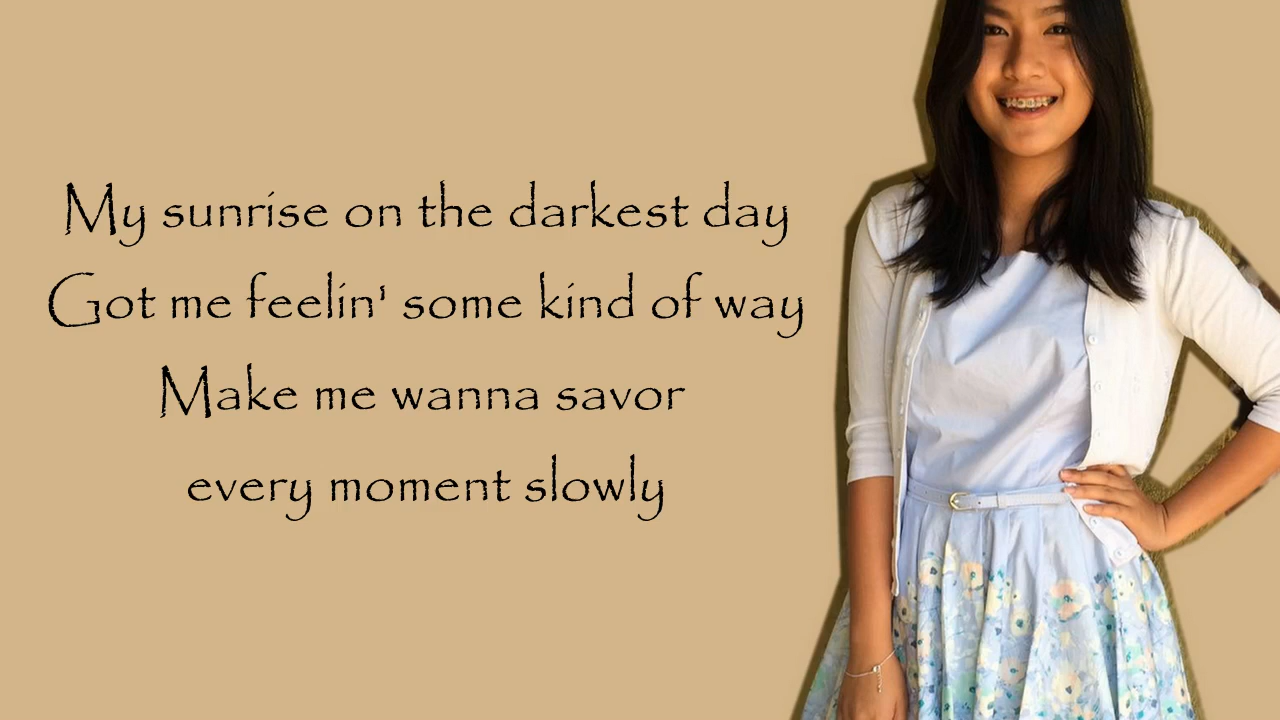 My sunrise on the darkest day
Got me feelin' some kind of way
Make me wanna savor
every moment slowly